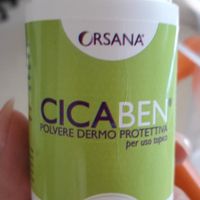 ORSANA®
CICABEN®
POLVERE DERMO PROTETTIVA
per uso topico